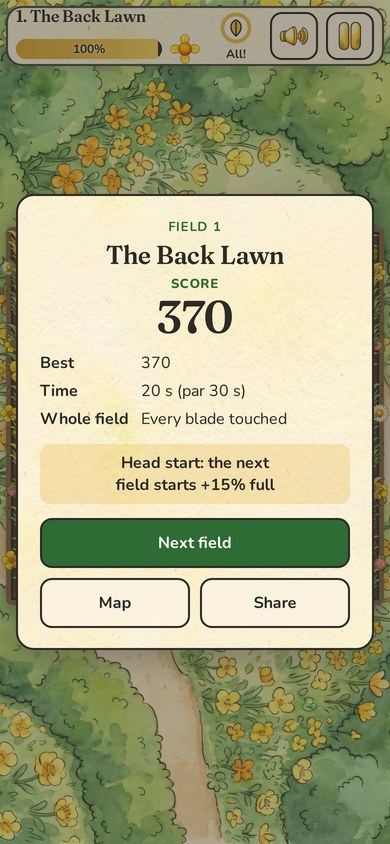 1. The Back Lawn
100%
All!
FIELD 1
The Back Lawn
SCORE
370
Best 370
Time 20 s (par 30 s)
Whole field Every blade touched
Head start: the next
field starts +15% full
Next field
Map Share